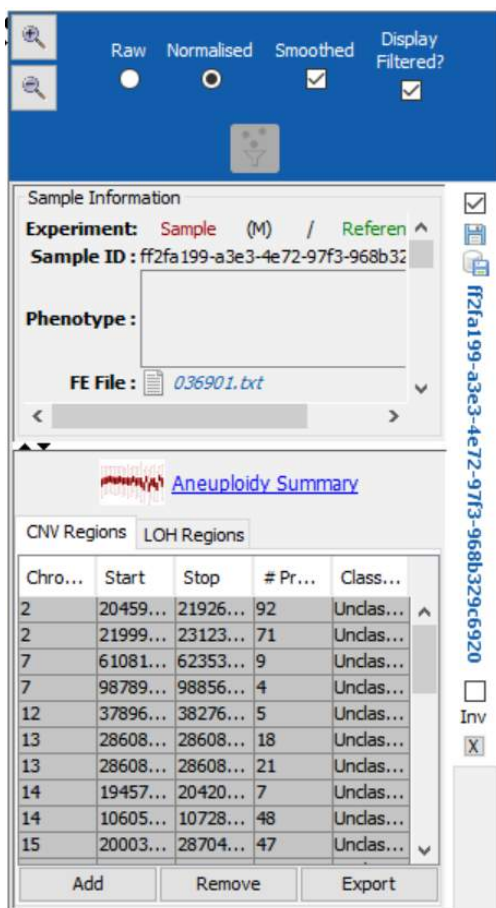 Raw Normalised Smoothed Display Filtered?
Sample Information
Experiment: Sample (M) / Referen
Sample ID : ff2fa199-a3e3-4e72-97f3-968b32
Phenotype :
FE File : 036901.txt
Aneuploidy Summary
CNV Regions LOH Regions
Chro... Start Stop # Pr... Class...
2 20459... 21926... 92 Unclas...
2 21999... 23123... 71 Unclas...
7 61081... 62353... 9 Unclas...
7 98789... 98856... 4 Unclas...
12 37896... 38276... 5 Unclas...
13 28608... 28608... 18 Unclas...
13 28608... 28608... 21 Unclas...
14 19457... 20420... 7 Unclas...
14 10605... 10728... 48 Unclas...
15 20003... 28704... 47 Unclas...
Add Remove Export
ff2fa199-a3e3-4e72-97f3-968b329c6920
Inv
X